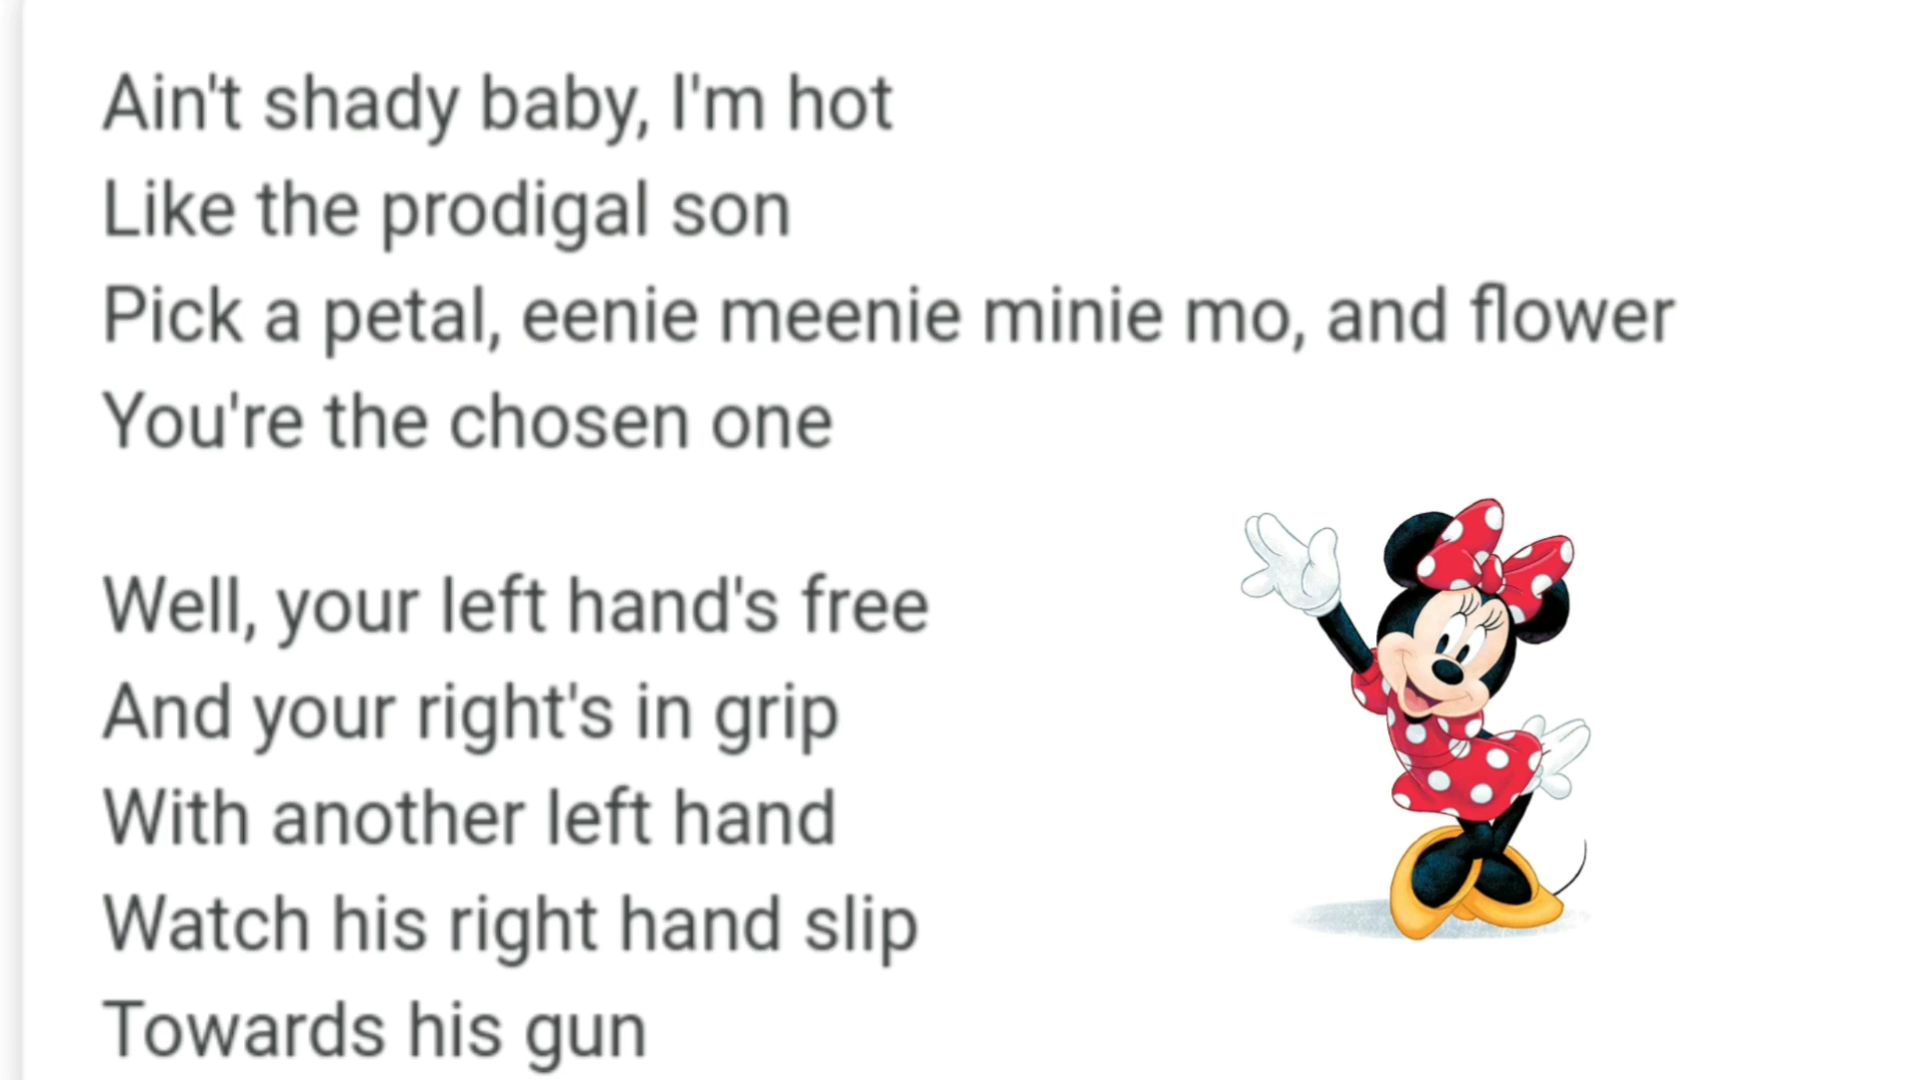 Ain't shady baby, I'm hot
Like the prodigal son
Pick a petal, eenie meenie minie mo, and flower
You're the chosen one
Well, your left hand's free
And your right's in grip
With another left hand
Watch his right hand slip
Towards his gun